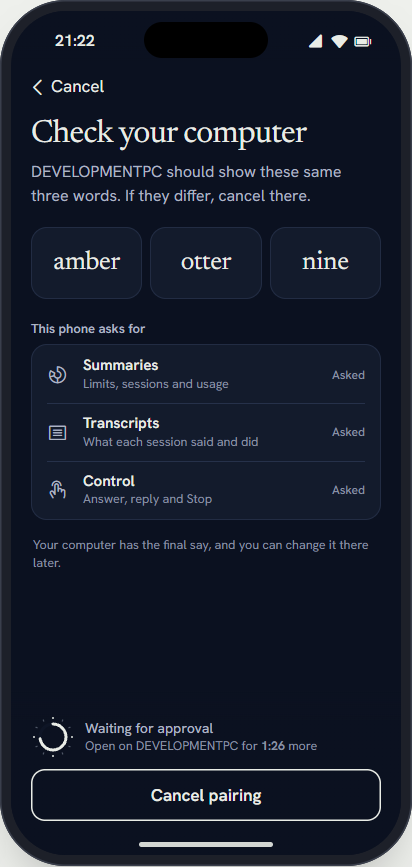 21:22
Cancel
Check your computer
DEVELOPMENTPC should show these same
three words. If they differ, cancel there.
amber
otter
nine
This phone asks for
Summaries
Limits, sessions and usage
Asked
Transcripts
What each session said and did
Asked
Control
Answer, reply and Stop
Asked
Your computer has the final say, and you can change it there
later.
Waiting for approval
Open on DEVELOPMENTPC for 1:26 more
Cancel pairing